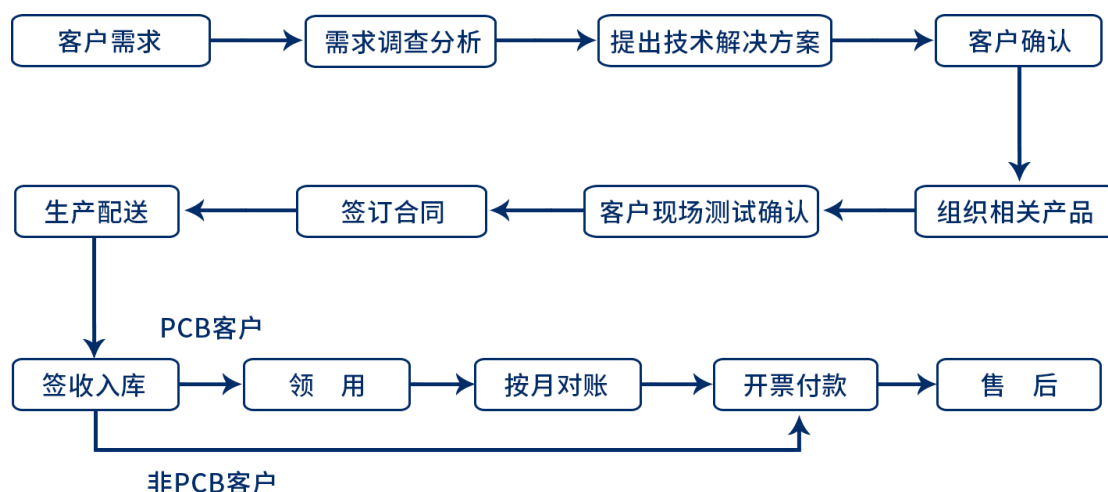 客户需求
需求调查分析
提出技术解决方案
客户确认
组织相关产品
客户现场测试确认
签订合同
生产配送
PCB客户
签收入库
领 用
按月对账
开票付款
售 后
非PCB客户